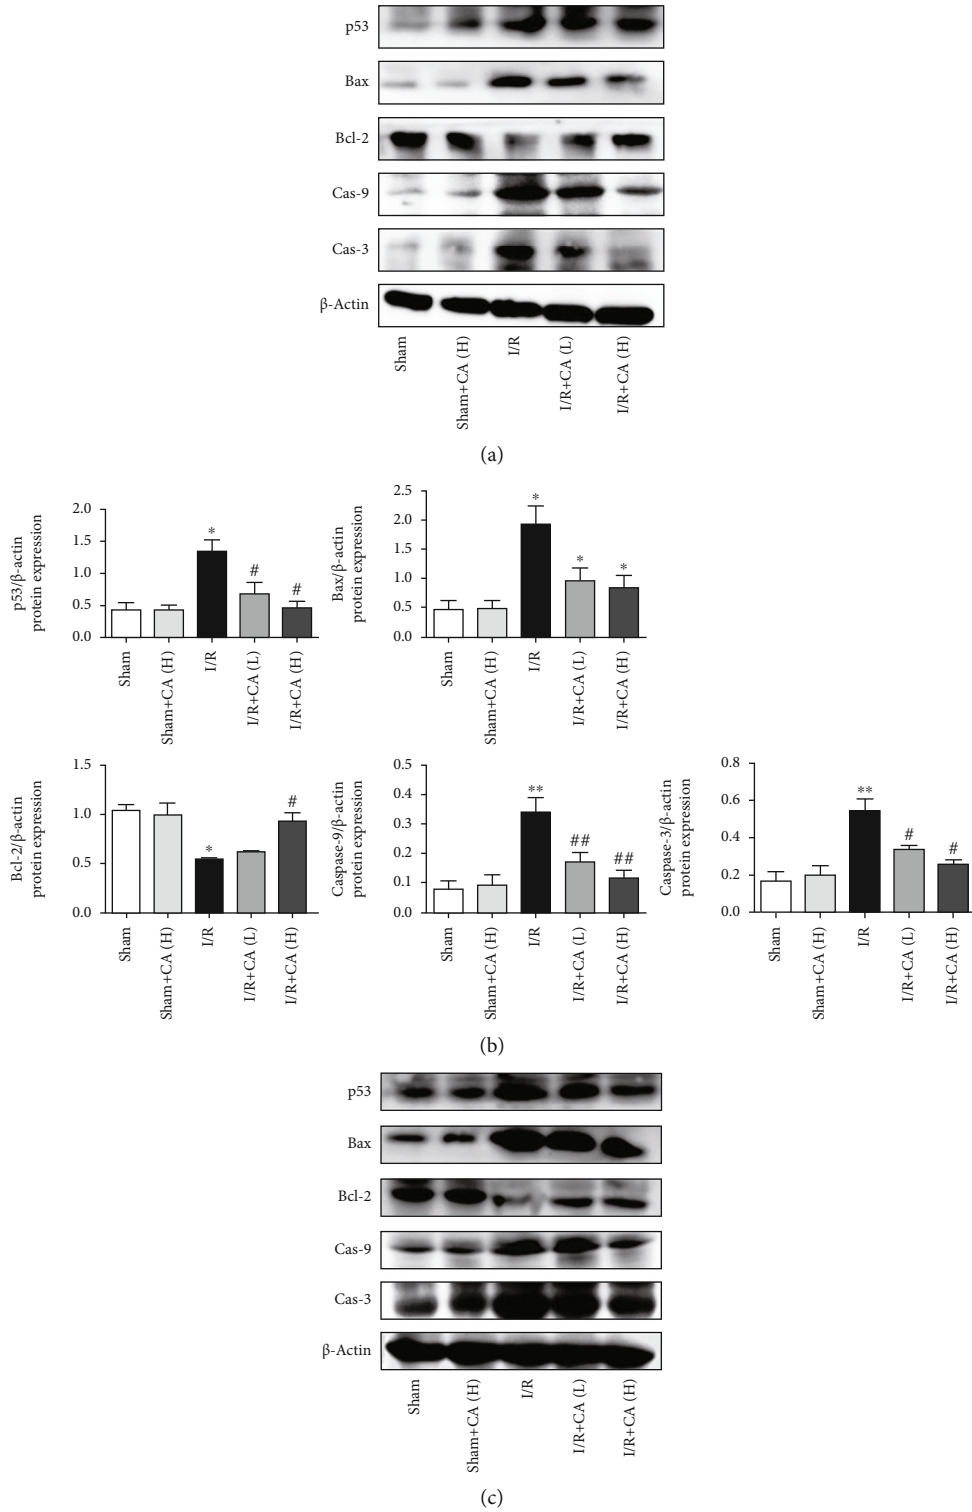 p53
Bax
Bcl-2
Cas-9
Cas-3
β-Actin
Sham
Sham+CA (H)
I/R
I/R+CA (L)
I/R+CA (H)
(a)
p53/β-actin
protein expression
2.0
1.5
1.0
0.5
0.0
*
#
#
Sham
Sham+CA (H)
I/R
I/R+CA (L)
I/R+CA (H)
Bax/β-actin
protein expression
2.5
2.0
1.5
1.0
0.5
0.0
*
*
*
Sham
Sham+CA (H)
I/R
I/R+CA (L)
I/R+CA (H)
Bcl-2/β-actin
protein expression
1.5
1.0
0.5
0.0
*
#
Sham
Sham+CA (H)
I/R
I/R+CA (L)
I/R+CA (H)
Caspase-9/β-actin
protein expression
0.5
0.4
0.3
0.2
0.1
0.0
**
##
##
Sham
Sham+CA (H)
I/R
I/R+CA (L)
I/R+CA (H)
Caspase-3/β-actin
protein expression
0.8
0.6
0.4
0.2
0.0
**
#
#
Sham
Sham+CA (H)
I/R
I/R+CA (L)
I/R+CA (H)
(b)
p53
Bax
Bcl-2
Cas-9
Cas-3
β-Actin
Sham
Sham+CA (H)
I/R
I/R+CA (L)
I/R+CA (H)
(c)